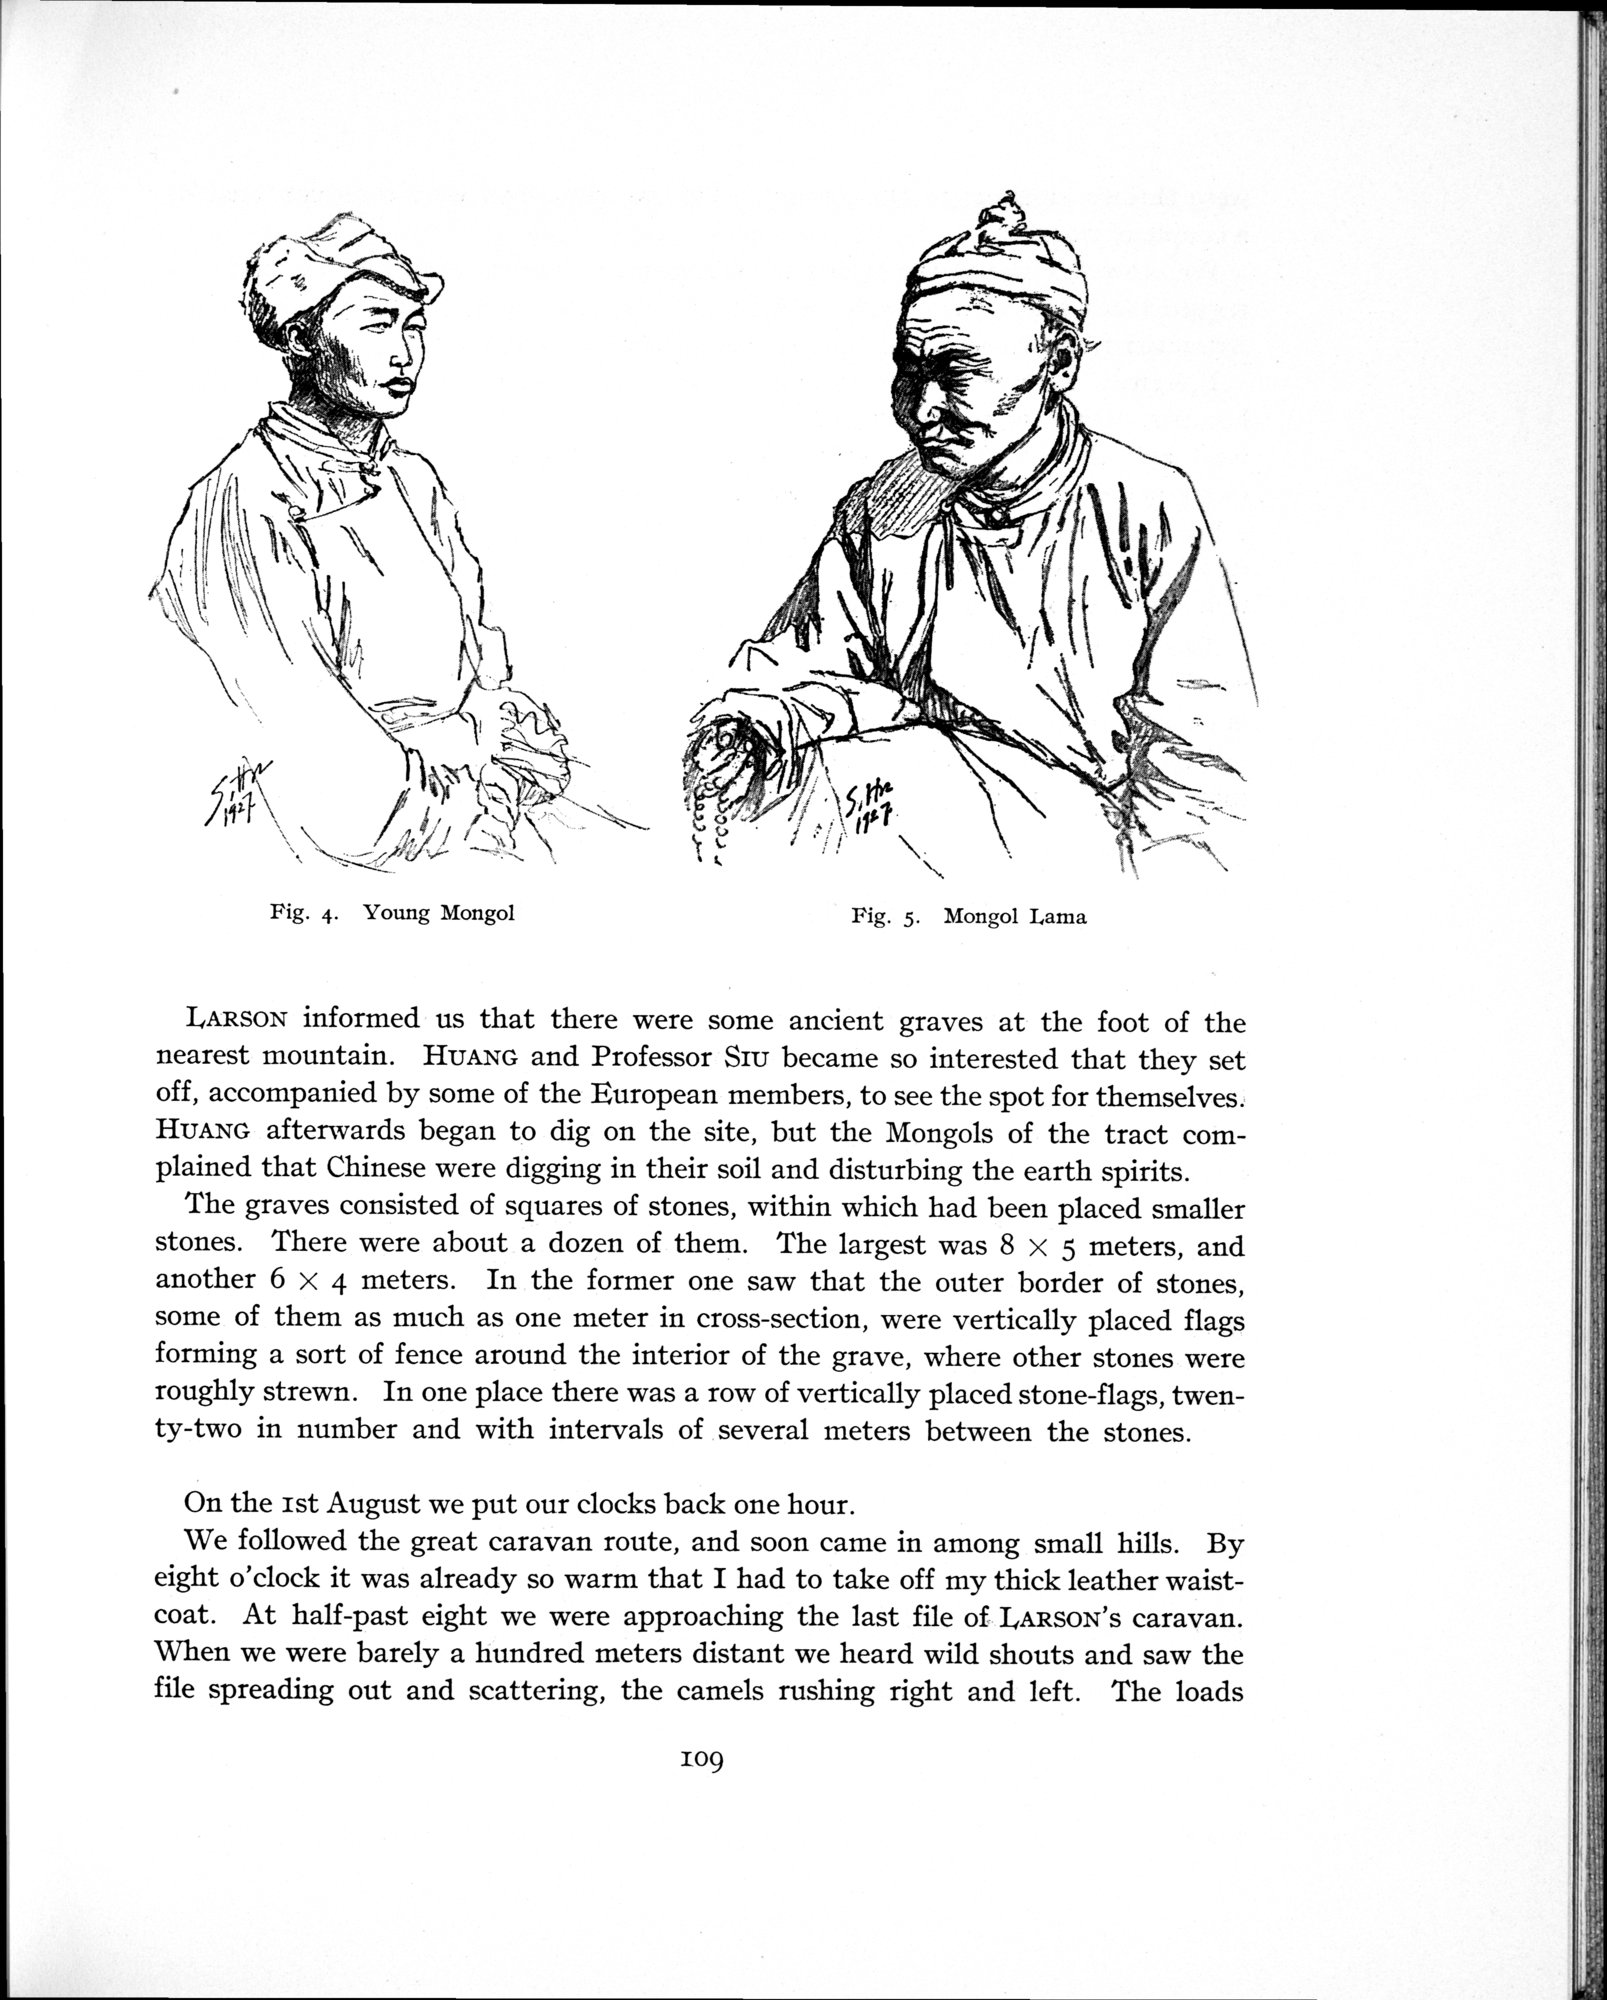 S. Hn
1927
S. Hn
1927
Fig. 4. Young Mongol
Fig. 5. Mongol Lama
LARSON informed us that there were some ancient graves at the foot of the
nearest mountain. HUANG and Professor SIU became so interested that they set
off, accompanied by some of the European members, to see the spot for themselves.
HUANG afterwards began to dig on the site, but the Mongols of the tract com-
plained that Chinese were digging in their soil and disturbing the earth spirits.
The graves consisted of squares of stones, within which had been placed smaller
stones. There were about a dozen of them. The largest was 8 × 5 meters, and
another 6 × 4 meters. In the former one saw that the outer border of stones,
some of them as much as one meter in cross-section, were vertically placed flags
forming a sort of fence around the interior of the grave, where other stones were
roughly strewn. In one place there was a row of vertically placed stone-flags, twen-
ty-two in number and with intervals of several meters between the stones.
On the 1st August we put our clocks back one hour.
We followed the great caravan route, and soon came in among small hills. By
eight o'clock it was already so warm that I had to take off my thick leather waist-
coat. At half-past eight we were approaching the last file of LARSON's caravan.
When we were barely a hundred meters distant we heard wild shouts and saw the
file spreading out and scattering, the camels rushing right and left. The loads
109